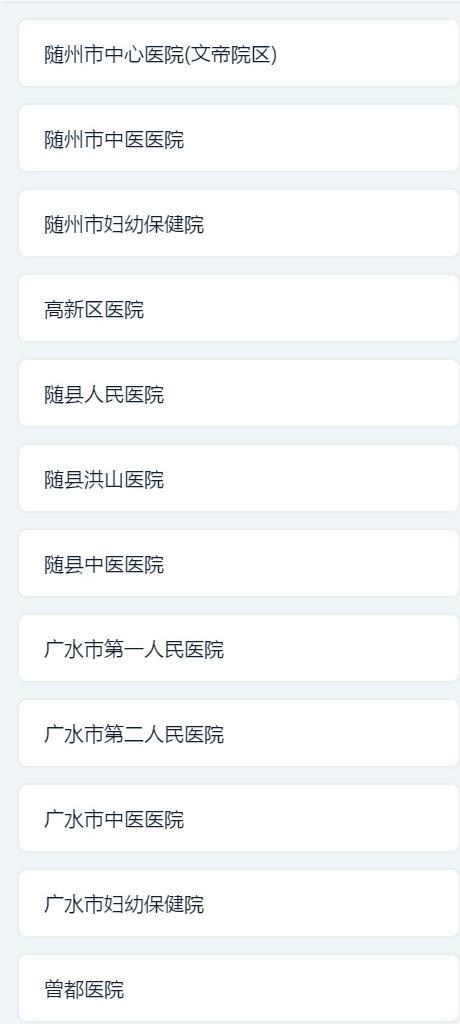 随州市中心医院(文帝院区)
随州市中医医院
随州市妇幼保健院
高新区医院
随县人民医院
随县洪山医院
随县中医医院
广水市第一人民医院
广水市第二人民医院
广水市中医医院
广水市妇幼保健院
曾都医院